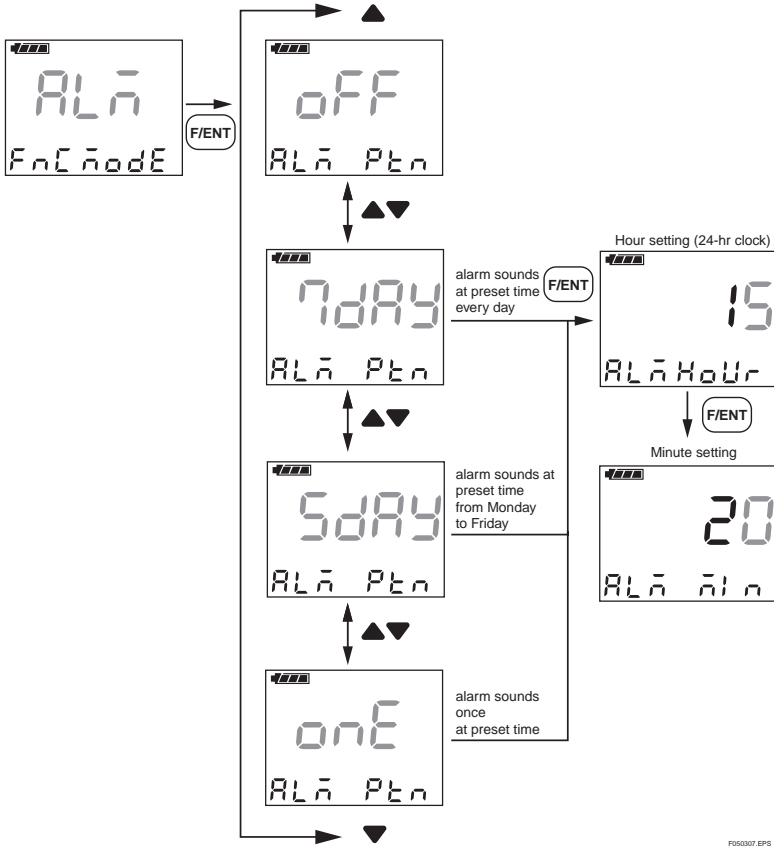 ALM
FnCModE
F/ENT
oFF
ALM Ptn
7dAY
ALM Ptn
alarm sounds
at preset time
every day
F/ENT
Hour setting (24-hr clock)
15
ALMHoUr
F/ENT
Minute setting
20
ALM MIn
5dAY
ALM Ptn
alarm sounds at
preset time
from Monday
to Friday
onE
ALM Ptn
alarm sounds
once
at preset time
F050307.EPS